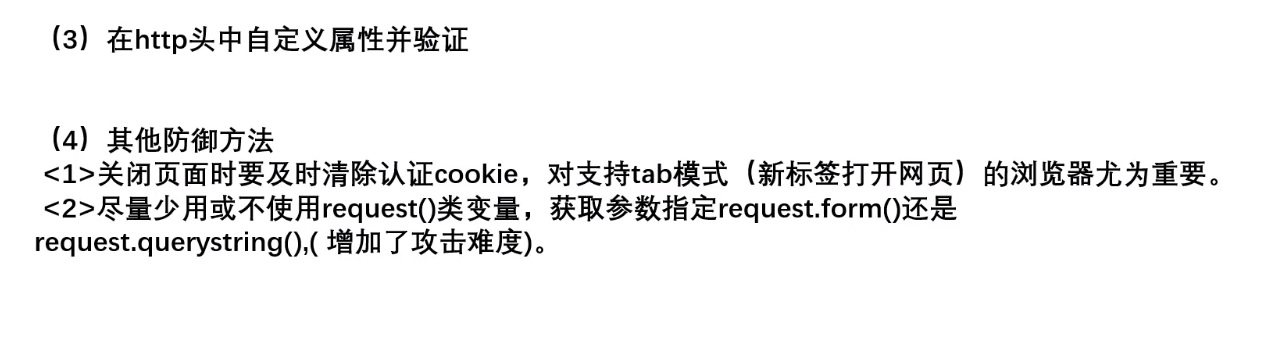 （3）在http头中自定义属性并验证
（4）其他防御方法
<1>关闭页面时要及时清除认证cookie，对支持tab模式（新标签打开网页）的浏览器尤为重要。
<2>尽量少用或不使用request()类变量，获取参数指定request.form()还是
request.querystring(),( 增加了攻击难度)。